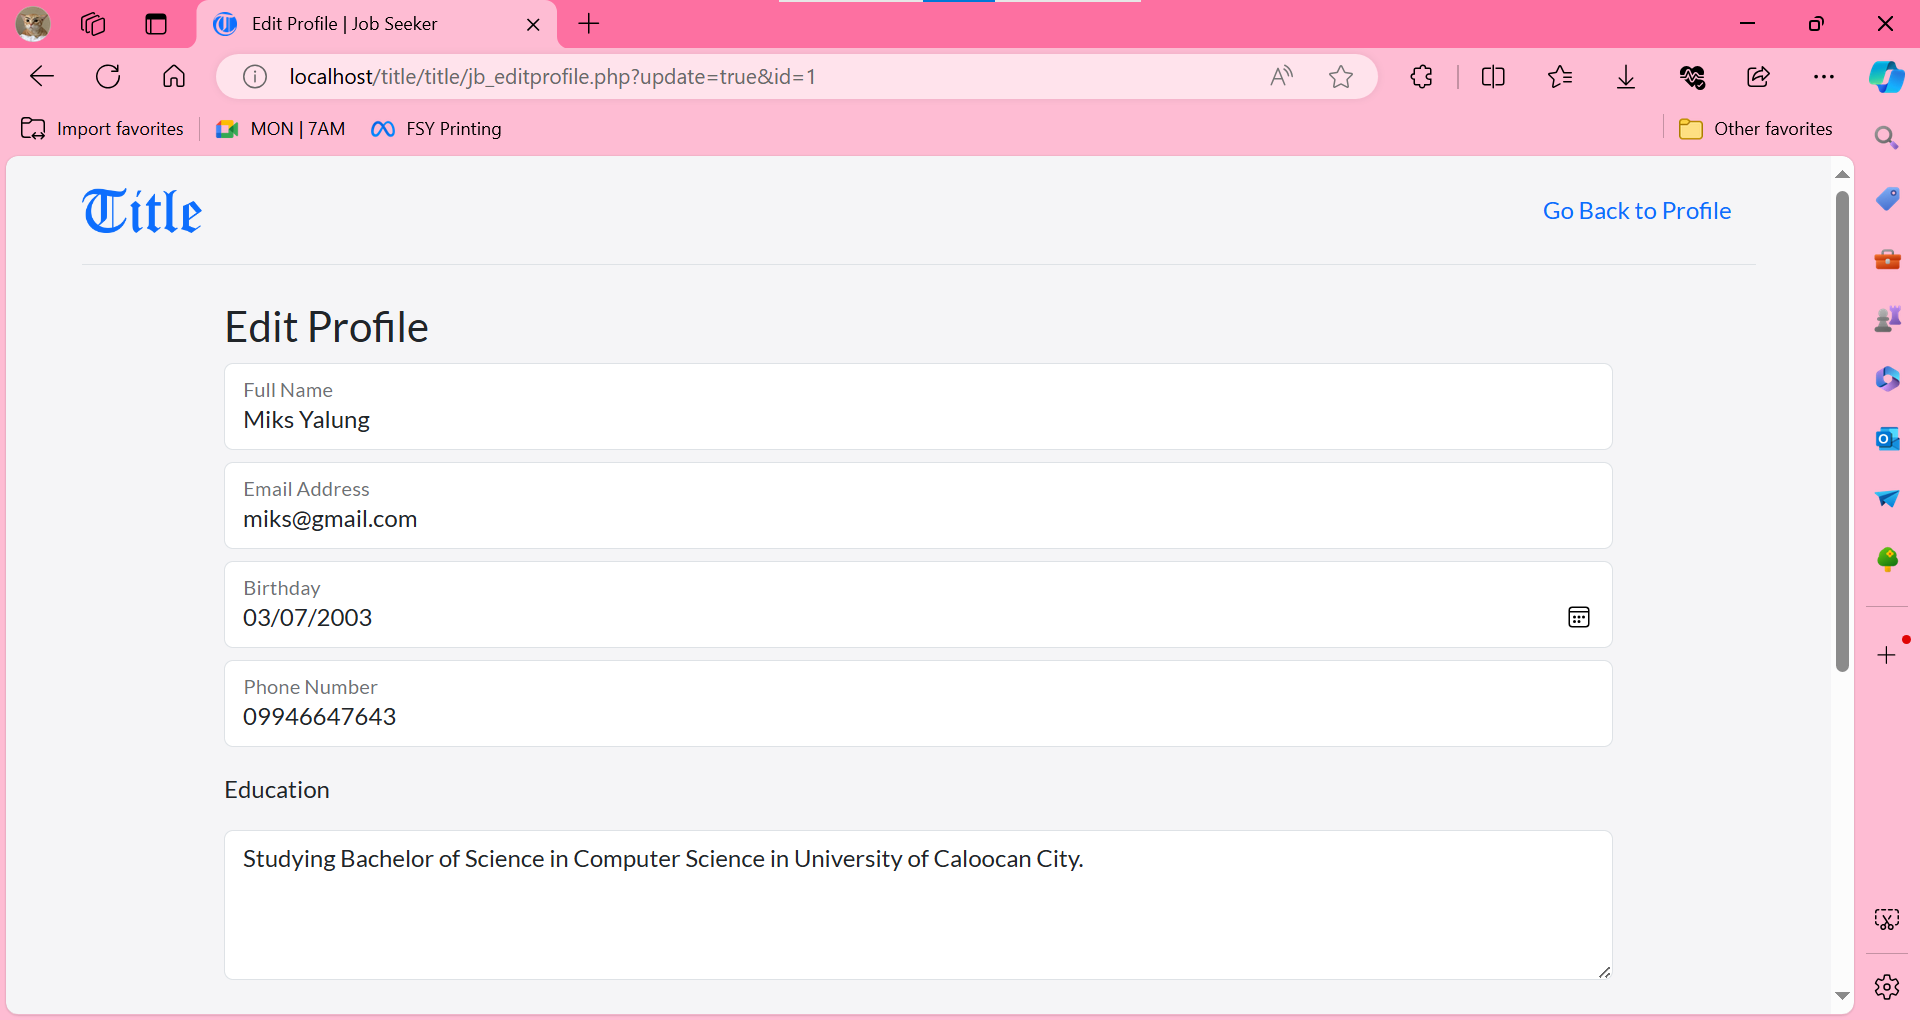 Edit Profile | Job Seeker
localhost/title/title/jb_editprofile.php?update=true&id=1
Import favorites
MON | 7AM
FSY Printing
Other favorites
Title
Go Back to Profile
Edit Profile
Full Name
Miks Yalung
Email Address
miks@gmail.com
Birthday
03/07/2003
Phone Number
09946647643
Education
Studying Bachelor of Science in Computer Science in University of Caloocan City.